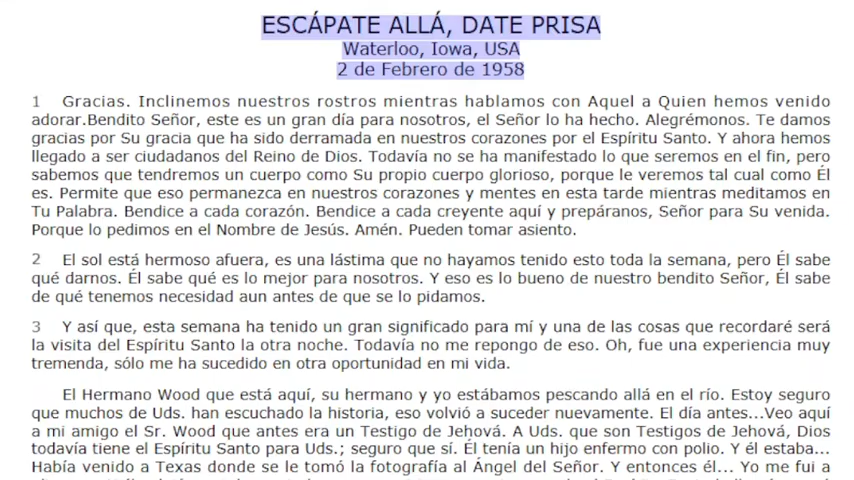 ESCÁPATE ALLÁ, DATE PRISA
Waterloo, Iowa, USA
2 de Febrero de 1958
1 Gracias. Inclinemos nuestros rostros mientras hablamos con Aquel a Quien hemos venido
adorar.Bendito Señor, este es un gran día para nosotros, el Señor lo ha hecho. Alegrémonos. Te damos
gracias por Su gracia que ha sido derramada en nuestros corazones por el Espíritu Santo. Y ahora hemos
llegado a ser ciudadanos del Reino de Dios. Todavía no se ha manifestado lo que seremos en el fin, pero
sabemos que tendremos un cuerpo como Su propio cuerpo glorioso, porque le veremos tal cual como Él
es. Permite que eso permanezca en nuestros corazones y mentes en esta tarde mientras meditamos en
Tu Palabra. Bendice a cada corazón. Bendice a cada creyente aquí y prepáranos, Señor para Su venida.
Porque lo pedimos en el Nombre de Jesús. Amén. Pueden tomar asiento.
2 El sol está hermoso afuera, es una lástima que no hayamos tenido esto toda la semana, pero Él sabe
qué darnos. Él sabe qué es lo mejor para nosotros. Y eso es lo bueno de nuestro bendito Señor, Él sabe
de qué tenemos necesidad aun antes de que se lo pidamos.
3 Y así que, esta semana ha tenido un gran significado para mí y una de las cosas que recordaré será
la visita del Espíritu Santo la otra noche. Todavía no me repongo de eso. Oh, fue una experiencia muy
tremenda, sólo me ha sucedido en otra oportunidad en mi vida.
El Hermano Wood que está aquí, su hermano y yo estábamos pescando allá en el río. Estoy seguro
que muchos de Uds. han escuchado la historia, eso volvió a suceder nuevamente. El día antes...Veo aquí
a mi amigo el Sr. Wood que antes era un Testigo de Jehová. A Uds. que son Testigos de Jehová, Dios
todavía tiene el Espíritu Santo para Uds.; seguro que sí. Él tenía un hijo enfermo con polio. Y él estaba...
Había venido a Texas donde se le tomó la fotografía al Ángel del Señor. Y entonces él... Yo me fui a